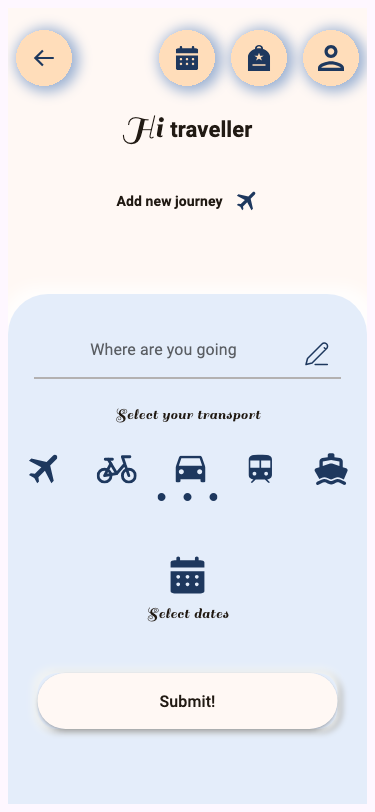 Hi traveller
Add new journey
Where are you going
Select your transport
Select dates
Submit!